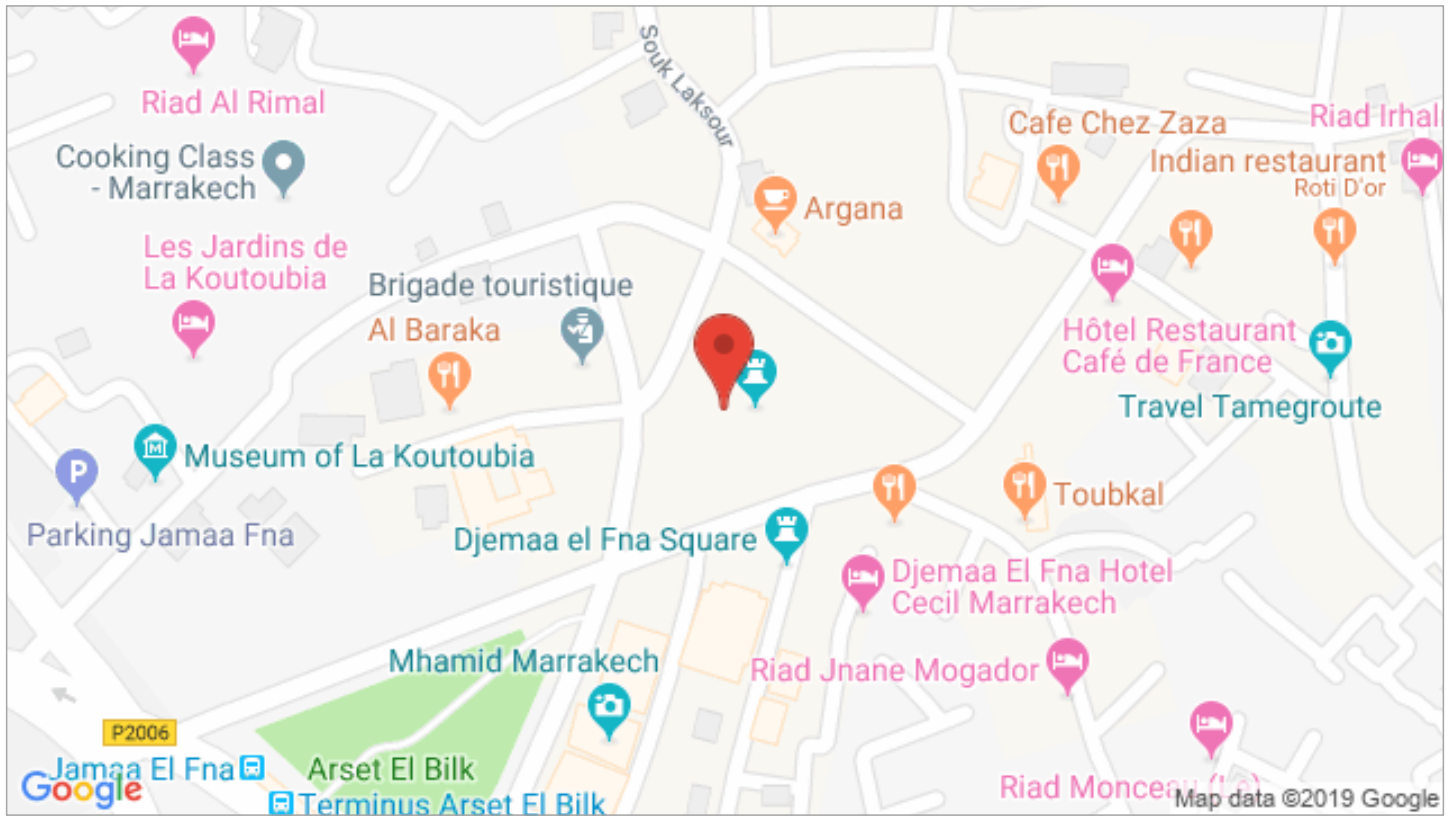 Souk Laksour
Riad Al Rimal
Cafe Chez Zaza
Riad Irhal
Cooking Class
- Marrakech
Indian restaurant
Roti D'or
Argana
Les Jardins de
La Koutoubia
Brigade touristique
Al Baraka
Hôtel Restaurant
Café de France
Travel Tamegroute
Museum of La Koutoubia
P
Toubkal
Parking Jamaa Fna
Djemaa el Fna Square
Djemaa El Fna Hotel
Cecil Marrakech
Mhamid Marrakech
Riad Jnane Mogador
P2006
Jamaa El Fna
Arset El Bilk
Google
Riad Monceau (Le)
Terminus Arset El Bilk
Map data ©2019 Google